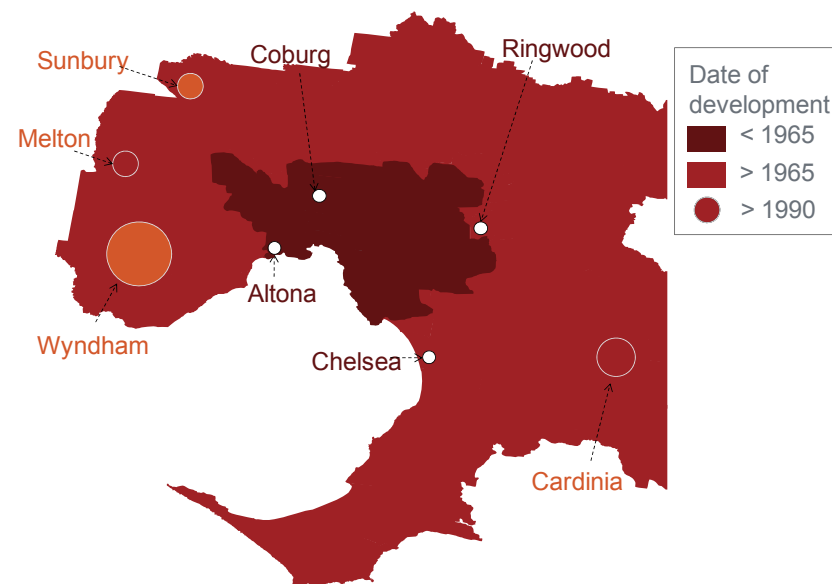 Sunbury
Coburg
Ringwood
Melton
Altona
Wyndham
Chelsea
Cardinia
Date of
development
< 1965
> 1965
> 1990